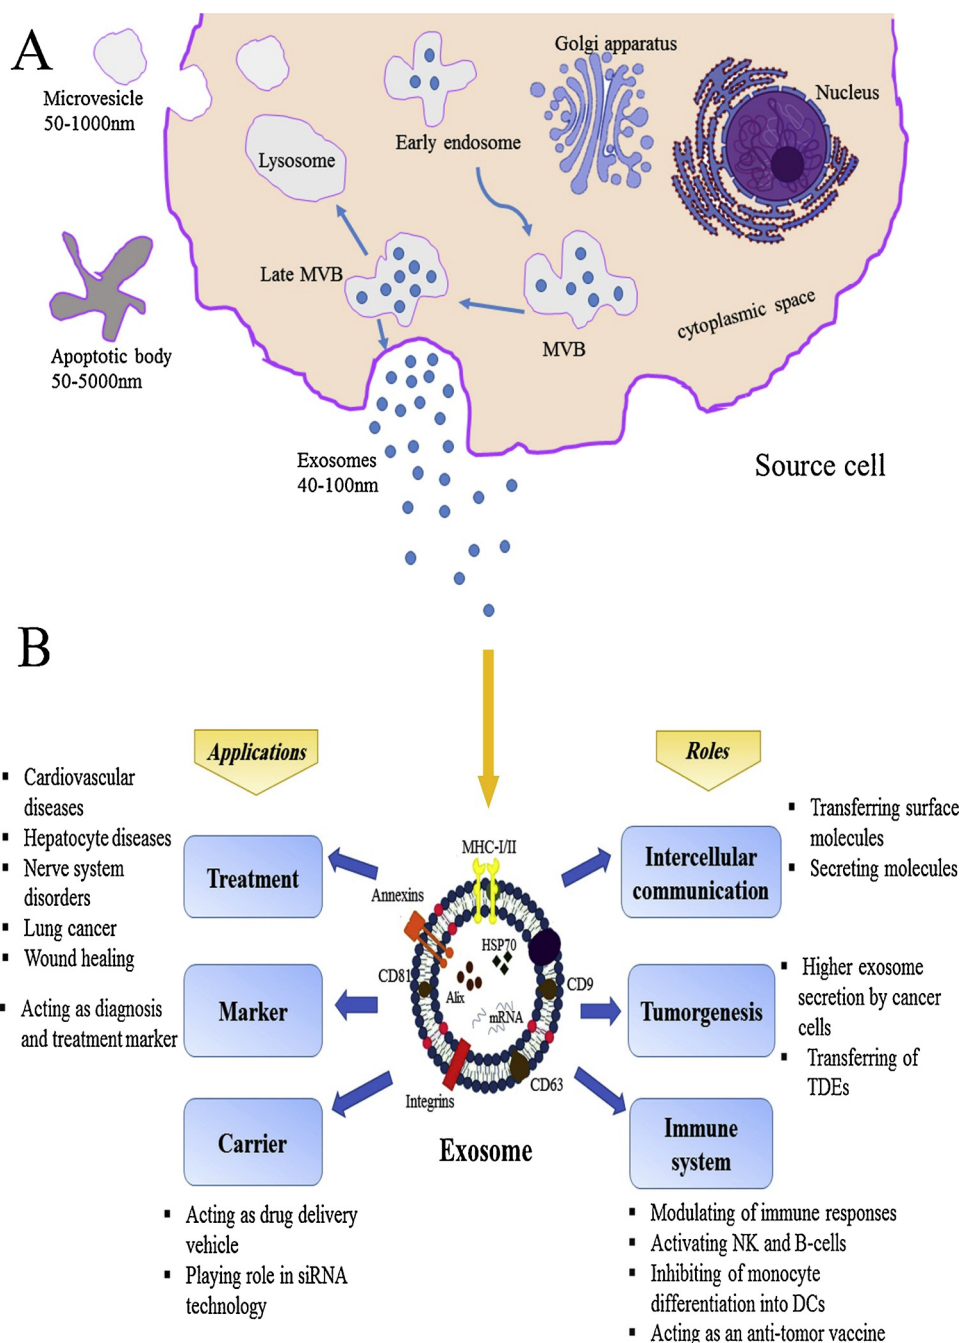 A
Microvesicle
50-1000nm
Lysosome
Early endosome
Golgi apparatus
Nucleus
Late MVB
MVB
cytoplasmic space
Apoptotic body
50-5000nm
Exosomes
40-100nm
Source cell
B
Applications
Cardiovascular
diseases
Hepatocyte diseases
Nerve system
disorders
Lung cancer
Wound healing
Treatment
Acting as diagnosis
and treatment marker
Marker
Carrier
Acting as drug delivery
vehicle
Playing role in siRNA
technology
MHC-I/II
Annexins
HSP70
CD81
Alix
CD9
mRNA
CD63
Integrins
Exosome
Roles
Intercellular
communication
Transferring surface
molecules
Secreting molecules
Tumorgenesis
Higher exosome
secretion by cancer
cells
Transferring of
TDEs
Immune
system
Modulating of immune responses
Activating NK and B-cells
Inhibiting of monocyte
differentiation into DCs
Acting as an anti-tomor vaccine